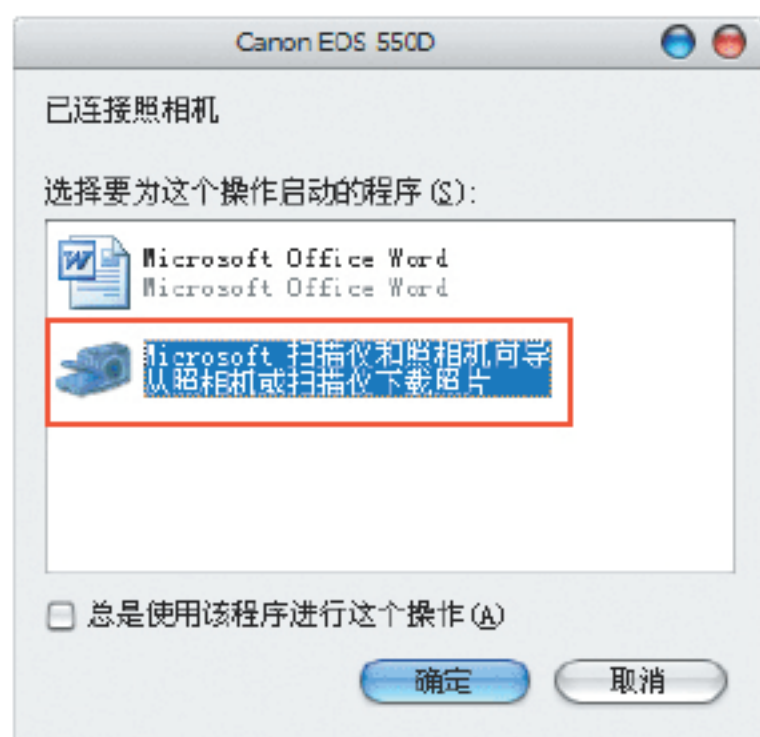 Canon EOS 550D
已连接照相机
选择要为这个操作启动的程序(S):
Microsoft Office Word
Microsoft Office Word
Microsoft 扫描仪和照相机向导
从照相机或扫描仪下载照片
总是使用该程序进行这个操作(A)
确定 取消